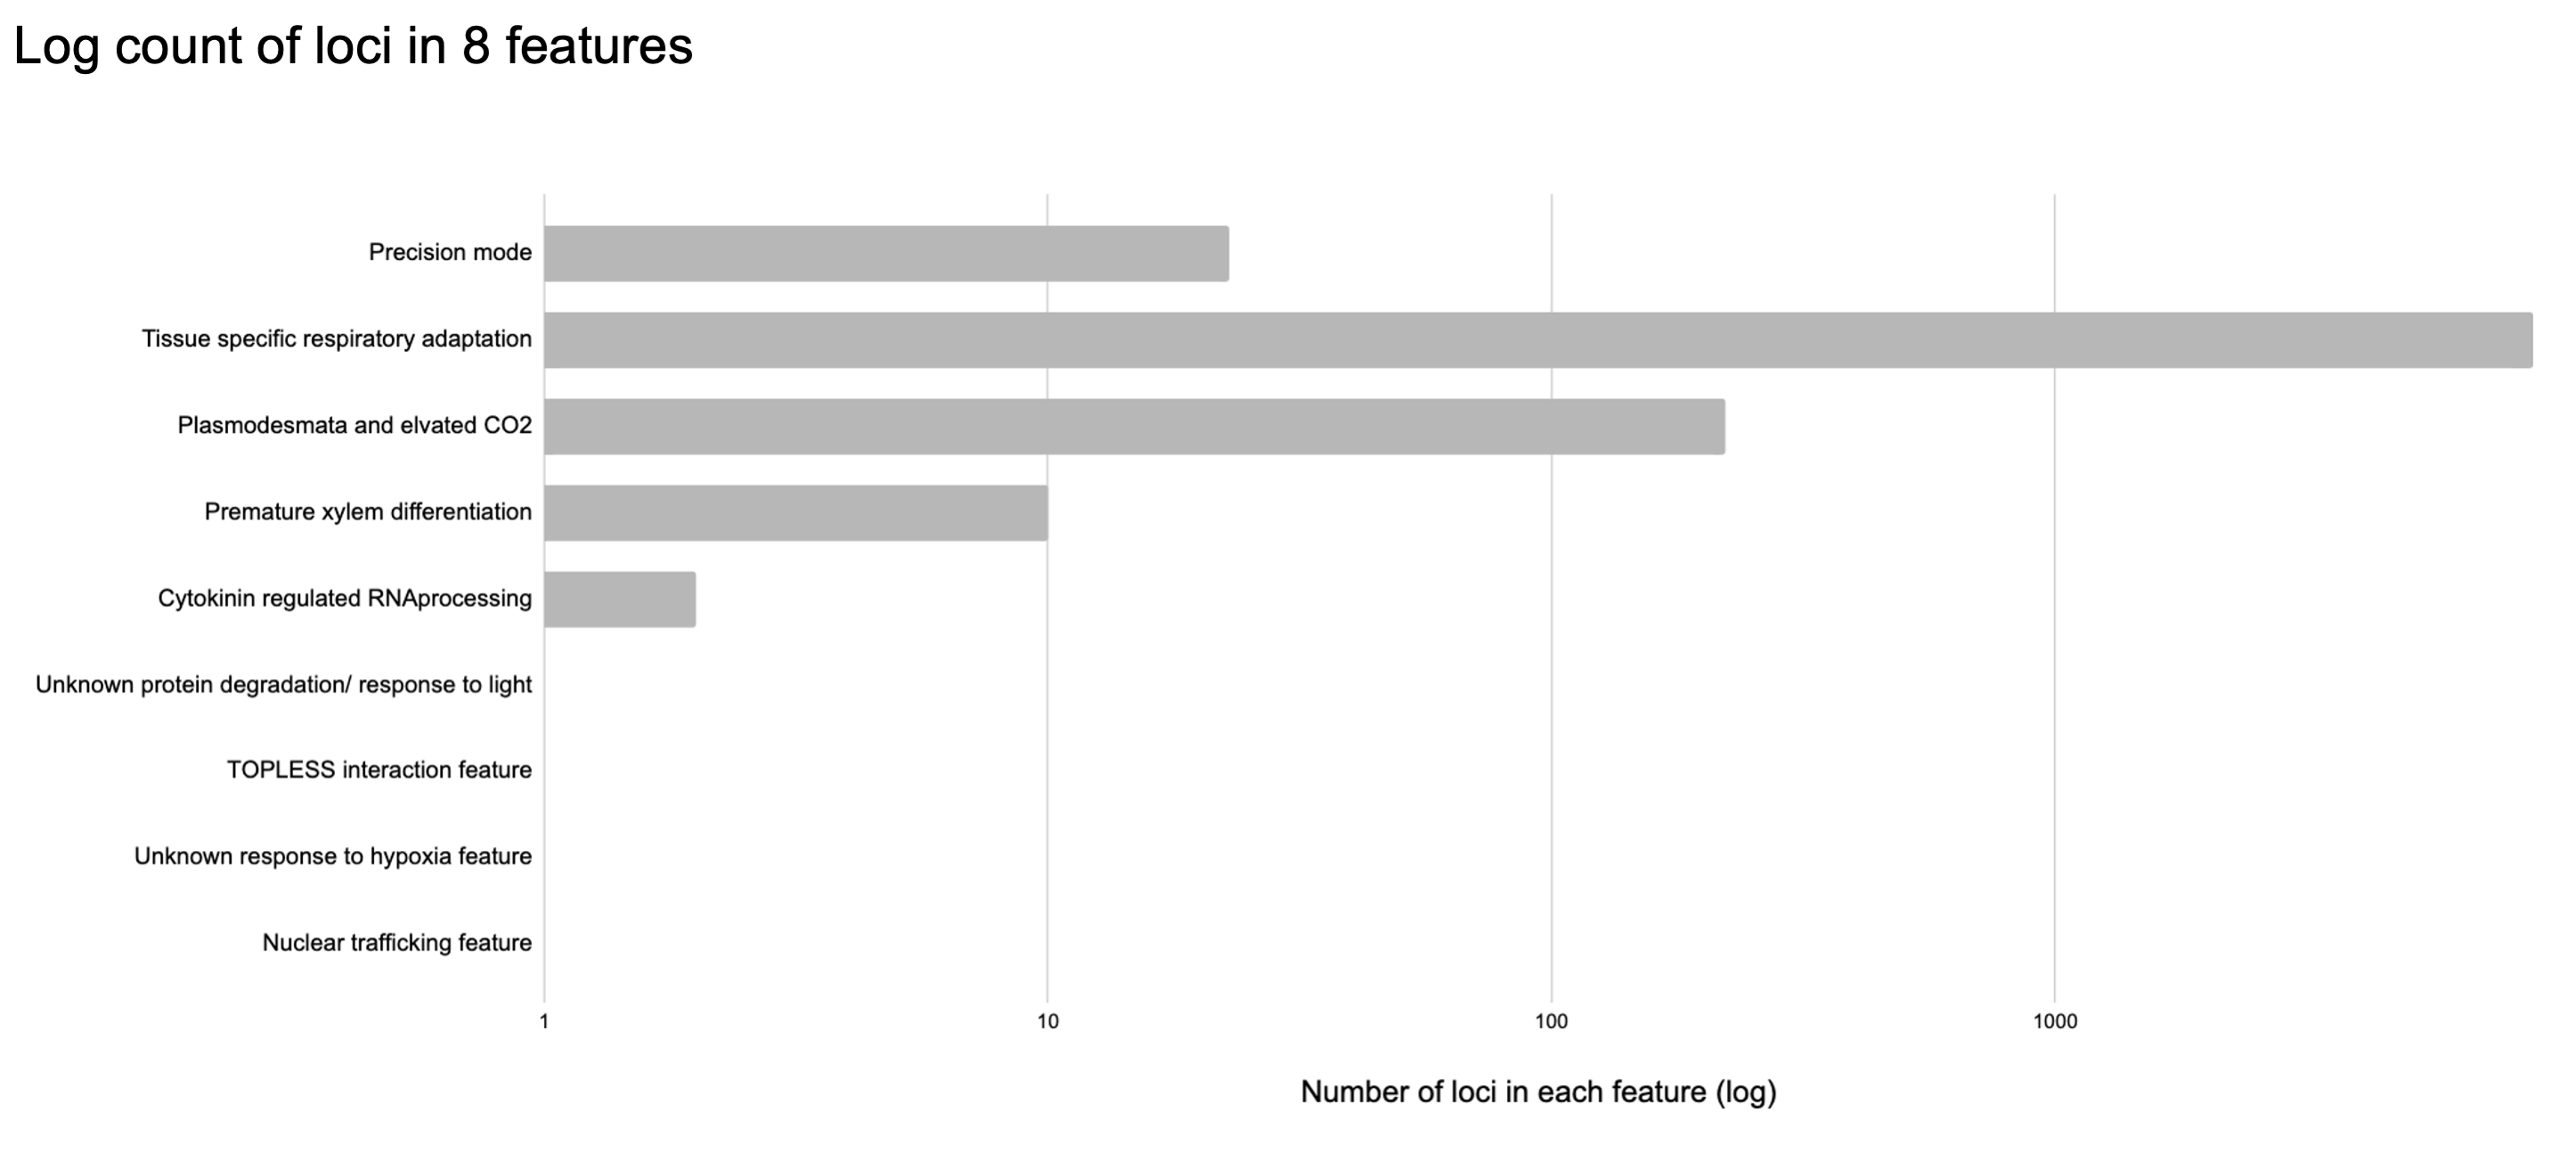 Log count of loci in 8 features
Precision mode
Tissue specific respiratory adaptation
Plasmodesmata and elvated CO2
Premature xylem differentiation
Cytokinin regulated RNAprocessing
Unknown protein degradation/ response to light
TOPLESS interaction feature
Unknown response to hypoxia feature
Nuclear trafficking feature
1 10 100 1000
Number of loci in each feature (log)